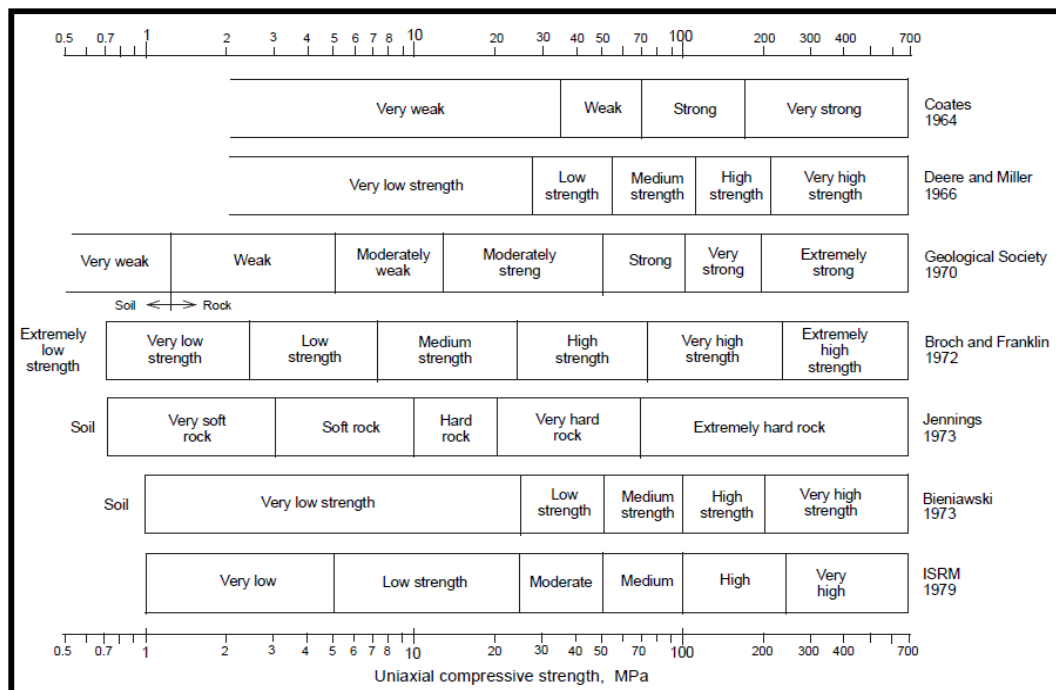 0.5 0.7 1 2 3 4 5 6 7 8 10 20 30 40 50 70 100 200 300 400 700
Very weak Weak Strong Very strong Coates
1964
Very low strength Low
strength Medium
strength High
strength Very high
strength Deere and Miller
1966
Very weak Weak Moderately
weak Moderately
streng Strong Very
strong Extremely
strong Geological Society
1970
Soil Rock
Extremely
low
strength Very low
strength Low
strength Medium
strength High
strength Very high
strength Extremely
high
strength Broch and Franklin
1972
Soil Very soft
rock Soft rock Hard
rock Very hard
rock Extremely hard rock Jennings
1973
Soil Very low strength Low
strength Medium
strength High
strength Very high
strength Bieniawski
1973
Very low Low strength Moderate Medium High Very
high ISRM
1979
0.5 0.7 1 2 3 4 5 6 7 8 10 20 30 40 50 70 100 200 300 400 700
Uniaxial compressive strength, MPa